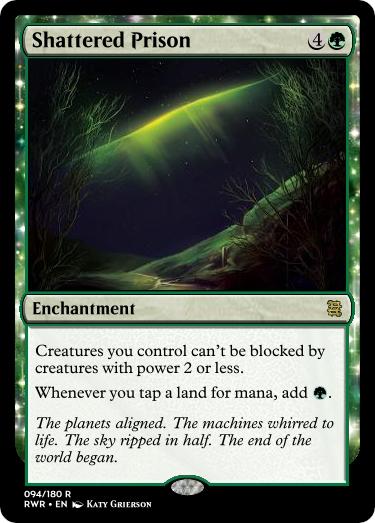 Shattered Prison 4
Enchantment
Creatures you control can't be blocked by
creatures with power 2 or less.
Whenever you tap a land for mana, add .
The planets aligned. The machines whirred to
life. The sky ripped in half. The end of the
world began.
094/180 R
RWR • EN Katy Grierson